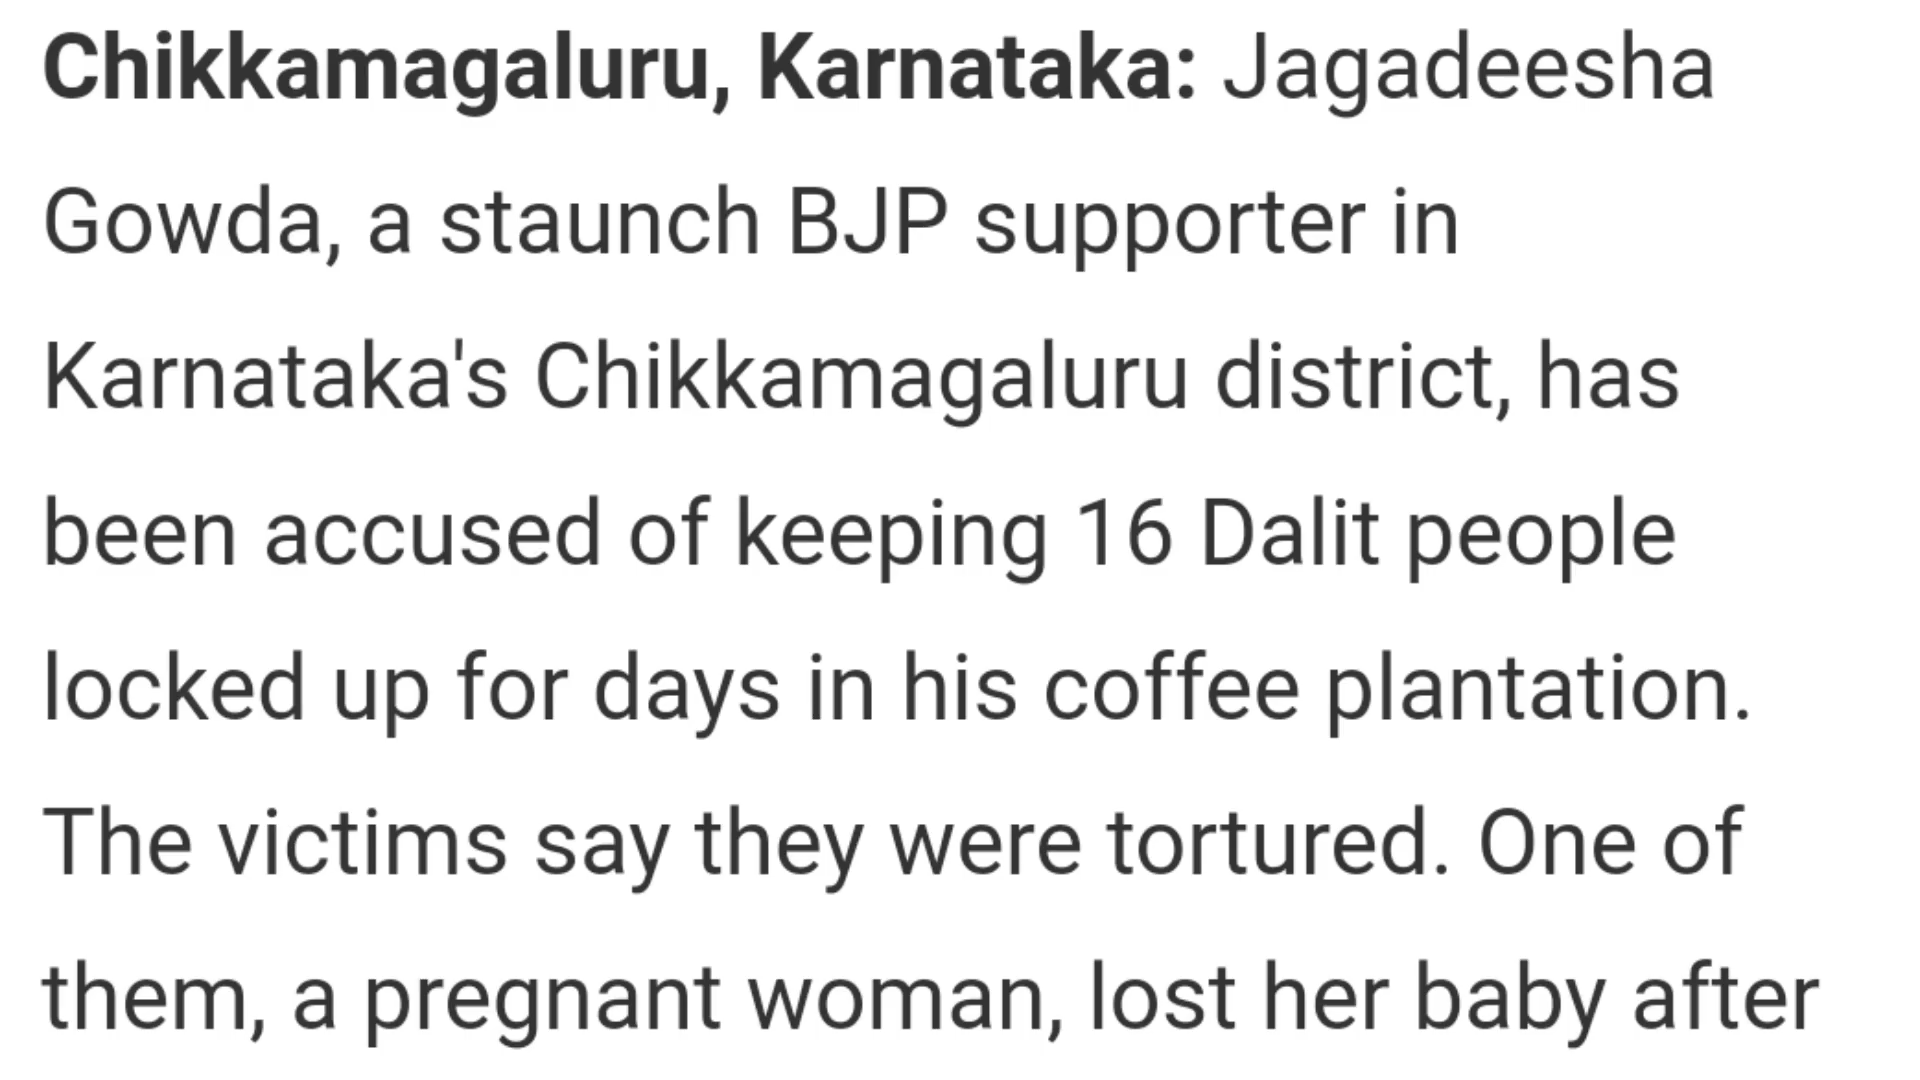 Chikkamagaluru, Karnataka: Jagadeesha
Gowda, a staunch BJP supporter in
Karnataka's Chikkamagaluru district, has
been accused of keeping 16 Dalit people
locked up for days in his coffee plantation.
The victims say they were tortured. One of
them, a pregnant woman, lost her baby after